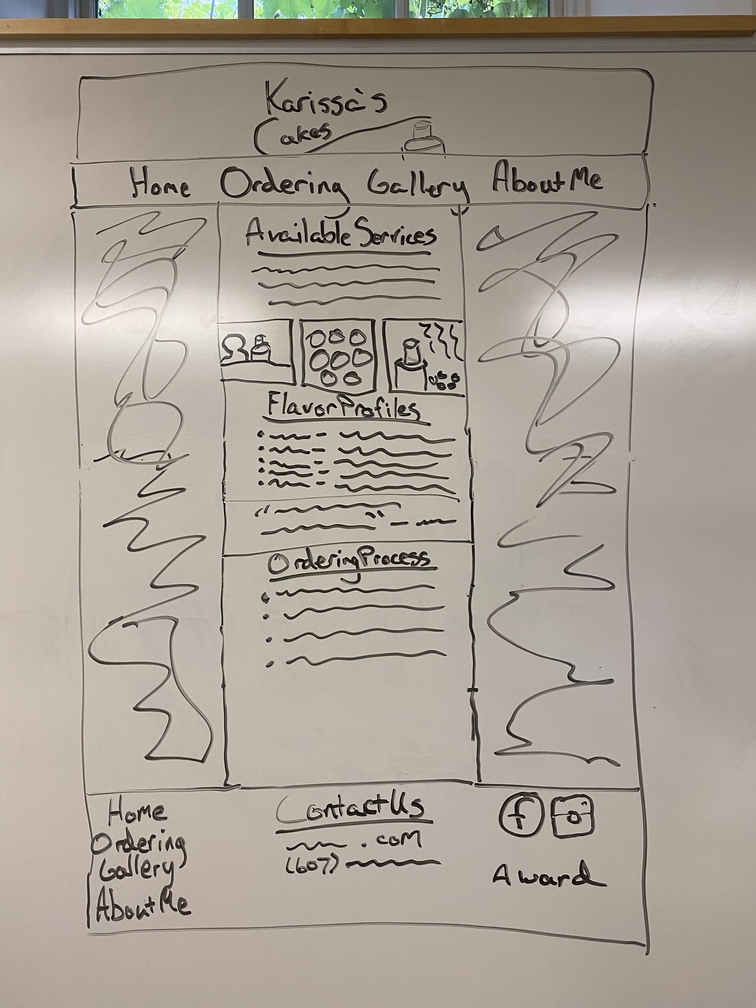 Karissa's
Cakes
Home Ordering Gallery About Me
Available Services
Flavor Profiles
Ordering Process
Home
Ordering
Gallery
About Me
Contact Us
.com
(607)
f
Award